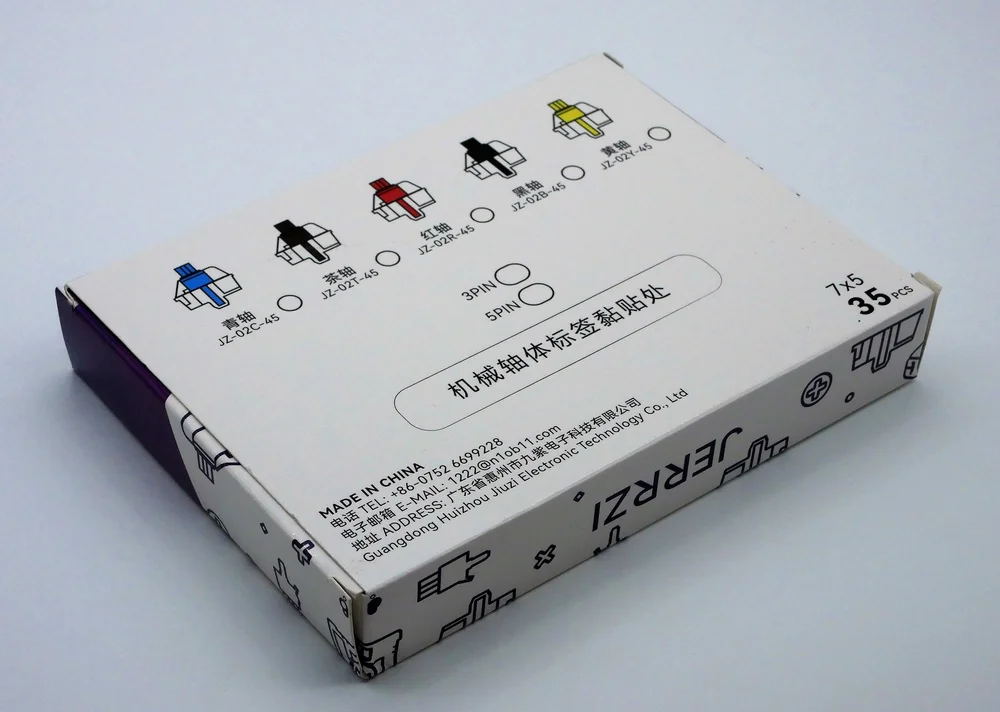 青轴
JZ-02C-45
茶轴
JZ-02T-45
红轴
JZ-02R-45
黑轴
JZ-02B-45
黄轴
JZ-02Y-45
3PIN
5PIN
机械轴体标签黏贴处
7x5
35PCS
MADE IN CHINA
电话 TEL: +86-0752 6699228
电子邮箱 E-MAIL: 1222@n1ob11.com
地址 ADDRESS: 广东省惠州市九紫电子科技有限公司
Guangdong Huizhou Jiuzi Electronic Technology Co., Ltd
JERRZI